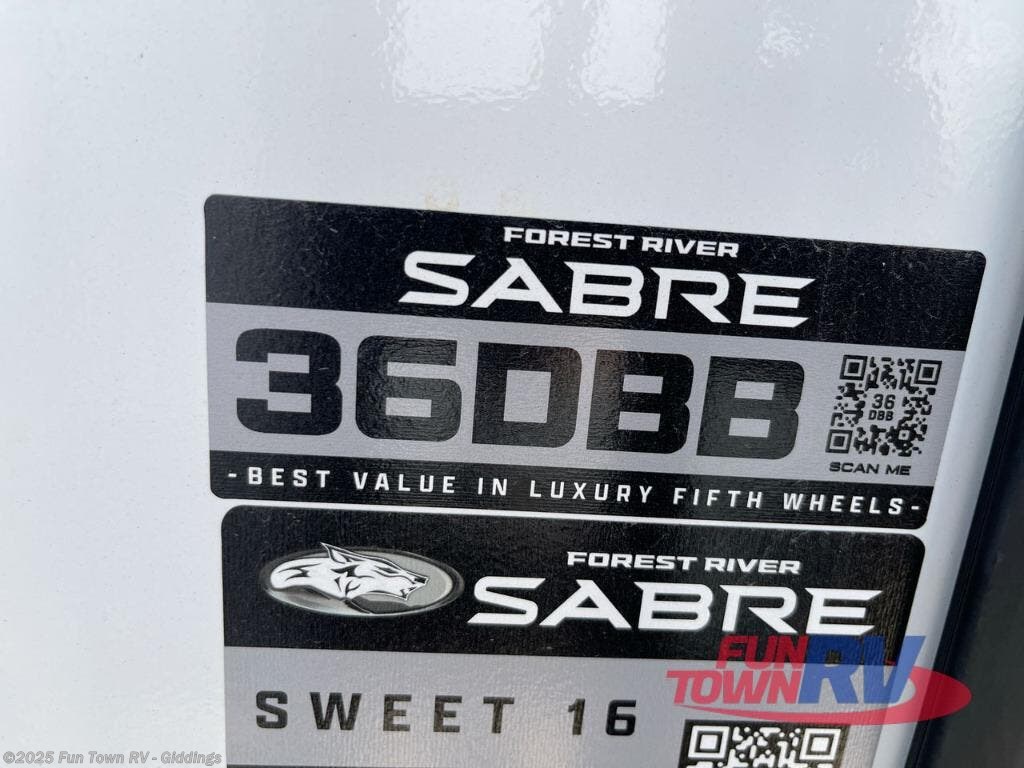 FOREST RIVER
SABRE
36DBB
36
DBB
SCAN ME
-BEST VALUE IN LUXURY FIFTH WHEELS-
FOREST RIVER
SABRE
SWEET 16
FUN
TOWN RV
©2025 Fun Town RV - Giddings